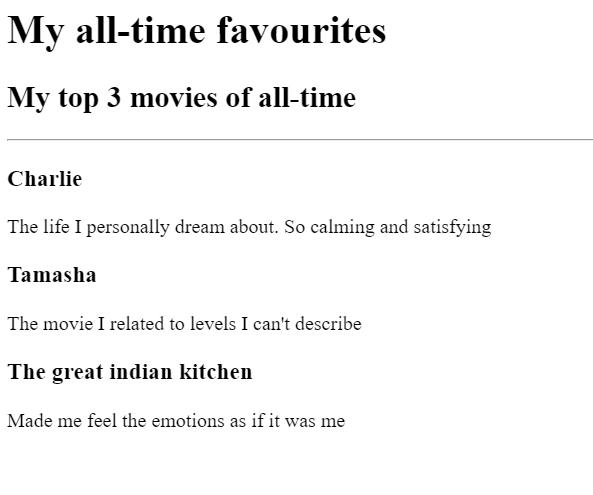 My all-time favourites
My top 3 movies of all-time
Charlie
The life I personally dream about. So calming and satisfying
Tamasha
The movie I related to levels I can't describe
The great indian kitchen
Made me feel the emotions as if it was me